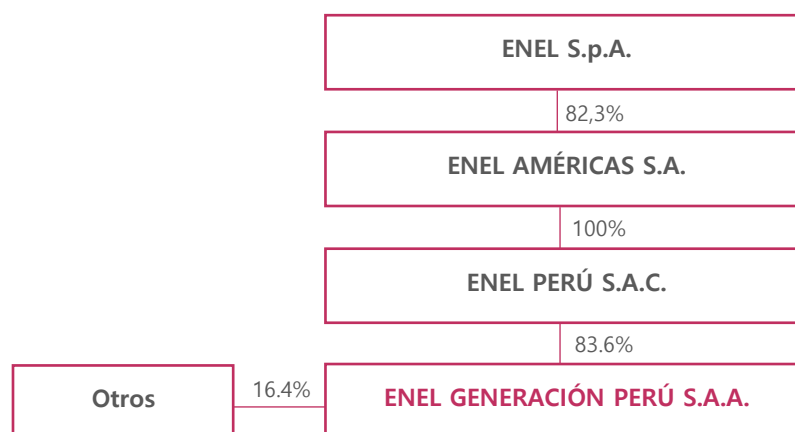 ENEL S.p.A.
82,3%
ENEL AMÉRICAS S.A.
100%
ENEL PERÚ S.A.C.
83.6%
Otros
16.4%
ENEL GENERACIÓN PERÚ S.A.A.